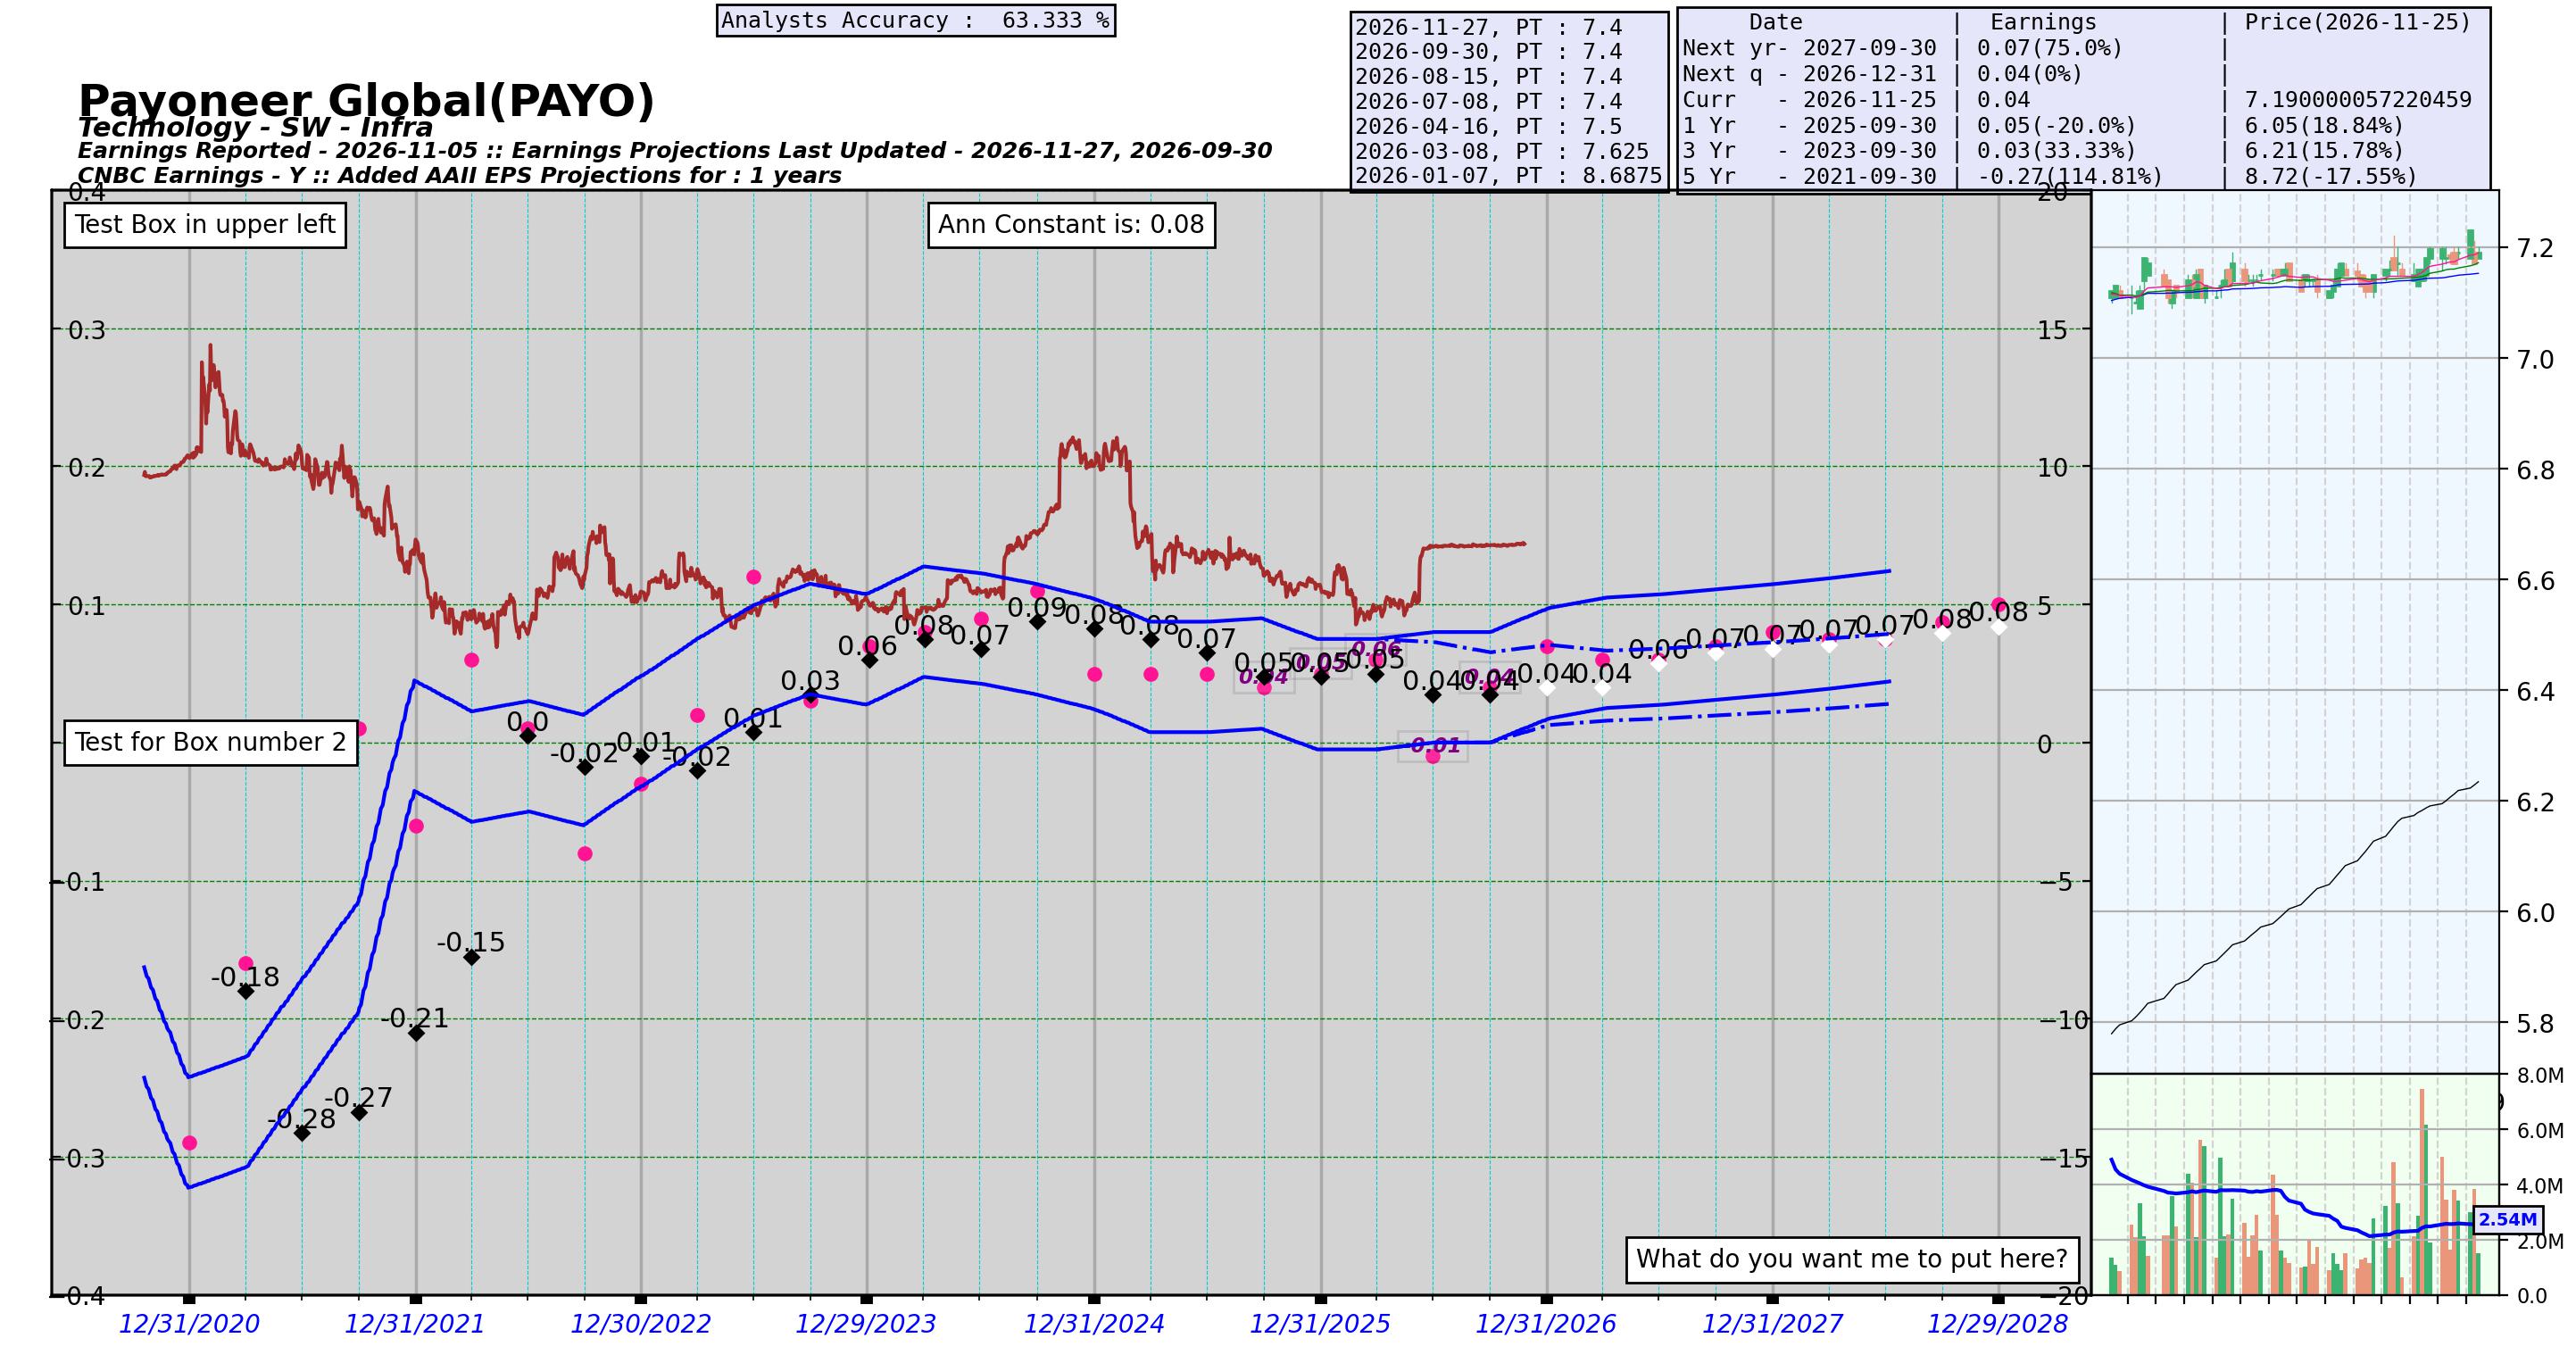 Analysts Accuracy :  63.333 %
2026-11-27, PT : 7.4
2026-09-30, PT : 7.4
2026-08-15, PT : 7.4
2026-07-08, PT : 7.4
2026-04-16, PT : 7.5
2026-03-08, PT : 7.625
2026-01-07, PT : 8.6875
Date | Earnings | Price(2026-11-25)
Next yr- 2027-09-30 | 0.07(75.0%) |
Next q - 2026-12-31 | 0.04(0%) |
Curr - 2026-11-25 | 0.04 | 7.190000057220459
1 Yr - 2025-09-30 | 0.05(-20.0%) | 6.05(18.84%)
3 Yr - 2023-09-30 | 0.03(33.33%) | 6.21(15.78%)
5 Yr - 2021-09-30 | -0.27(114.81%) | 8.72(-17.55%)
Payoneer Global(PAYO)
Technology - SW - Infra
Earnings Reported - 2026-11-05 :: Earnings Projections Last Updated - 2026-11-27, 2026-09-30
CNBC Earnings - Y :: Added AAII EPS Projections for : 1 years
Test Box in upper left
Ann Constant is: 0.08
Test for Box number 2
What do you want me to put here?
0.4
0.3
0.2
0.1
−0.1
−0.2
−0.3
−0.4
20
15
10
5
0
−5
−10
−15
−20
-0.18
-0.28
-0.27
-0.21
-0.15
0.0
-0.02
-0.01
-0.02
0.01
0.03
0.06
0.08
0.07
0.09
0.08
0.08
0.07
0.05
0.05
0.05
0.04
0.04
0.04
0.04
0.06
0.07
0.07
0.07
0.07
0.08
0.08
0.04
0.05
0.06
0.01
0.04
7.2
7.0
6.8
6.6
6.4
6.2
6.0
5.8
8.0M
6.0M
4.0M
2.54M
2.0M
0.0
12/31/2020
12/31/2021
12/30/2022
12/29/2023
12/31/2024
12/31/2025
12/31/2026
12/31/2027
12/29/2028